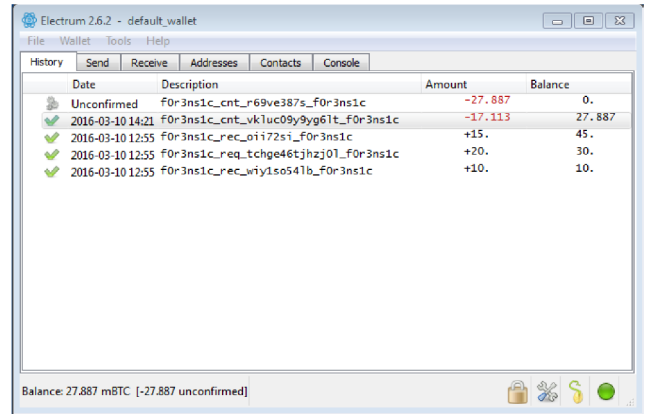 Electrum 2.6.2 - default_wallet
File Wallet Tools Help
History Send Receive Addresses Contacts Console
Date Description Amount Balance
Unconfirmed f0r3ns1c_cnt_r69ve387s_f0r3ns1c -27.887 0.
2016-03-10 14:21 f0r3ns1c_cnt_vkluc09y9yg6lt_f0r3ns1c -17.113 27.887
2016-03-10 12:55 f0r3ns1c_rec_oii72si_f0r3ns1c +15. 45.
2016-03-10 12:55 f0r3ns1c_req_tchge46tjhzj0l_f0r3ns1c +20. 30.
2016-03-10 12:55 f0r3ns1c_rec_wiy1so54lb_f0r3ns1c +10. 10.
Balance: 27.887 mBTC [-27.887 unconfirmed]